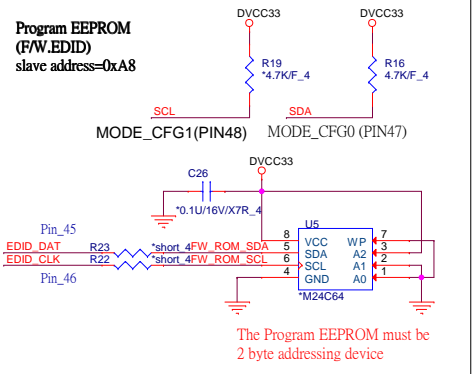 Program EEPROM
(F/W.EDID)
slave address=0xA8
DVCC33
DVCC33
R19
*4.7K/F_4
R16
4.7K/F_4
SCL
SDA
MODE_CFG1(PIN48)
MODE_CFG0 (PIN47)
DVCC33
C26
*0.1U/16V/X7R_4
Pin_45
EDID_DAT
R23
*short_4
FW_ROM_SDA
EDID_CLK
R22
*short_4
FW_ROM_SCL
Pin_46
U5
8
VCC
WP
7
5
SDA
A2
3
6
SCL
A1
2
4
GND
A0
1
*M24C64
The Program EEPROM must be
2 byte addressing device